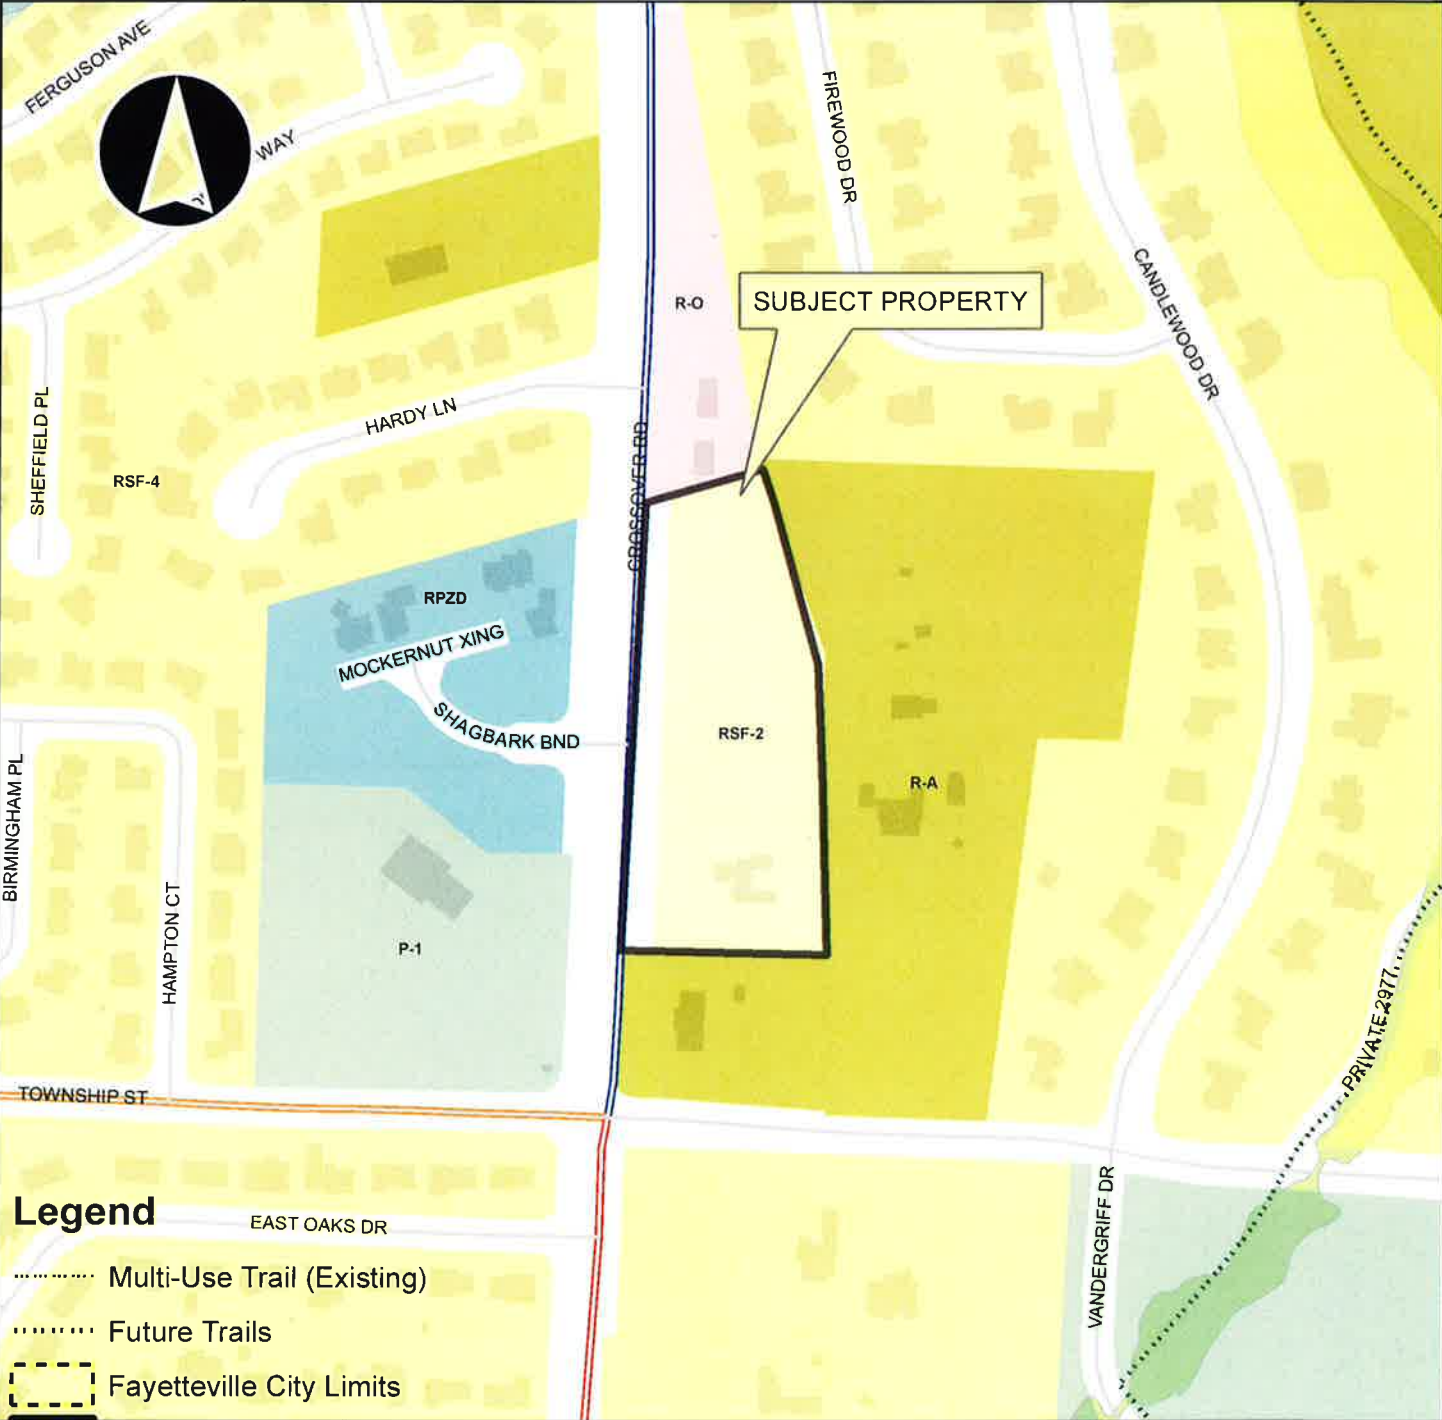 FERGUSON AVE
WAY
FIREWOOD DR
CANDLEWOOD DR
R-O
SUBJECT PROPERTY
SHEFFIELD PL
HARDY LN
RSF-4
CROSSOVER RD
RPZD
MOCKERNUT XING
SHAGBARK BND
RSF-2
R-A
BIRMINGHAM PL
HAMPTON CT
P-1
PRIVATE 2977
TOWNSHIP ST
VANDERGRIFF DR
EAST OAKS DR
Legend
Multi-Use Trail (Existing)
Future Trails
Fayetteville City Limits